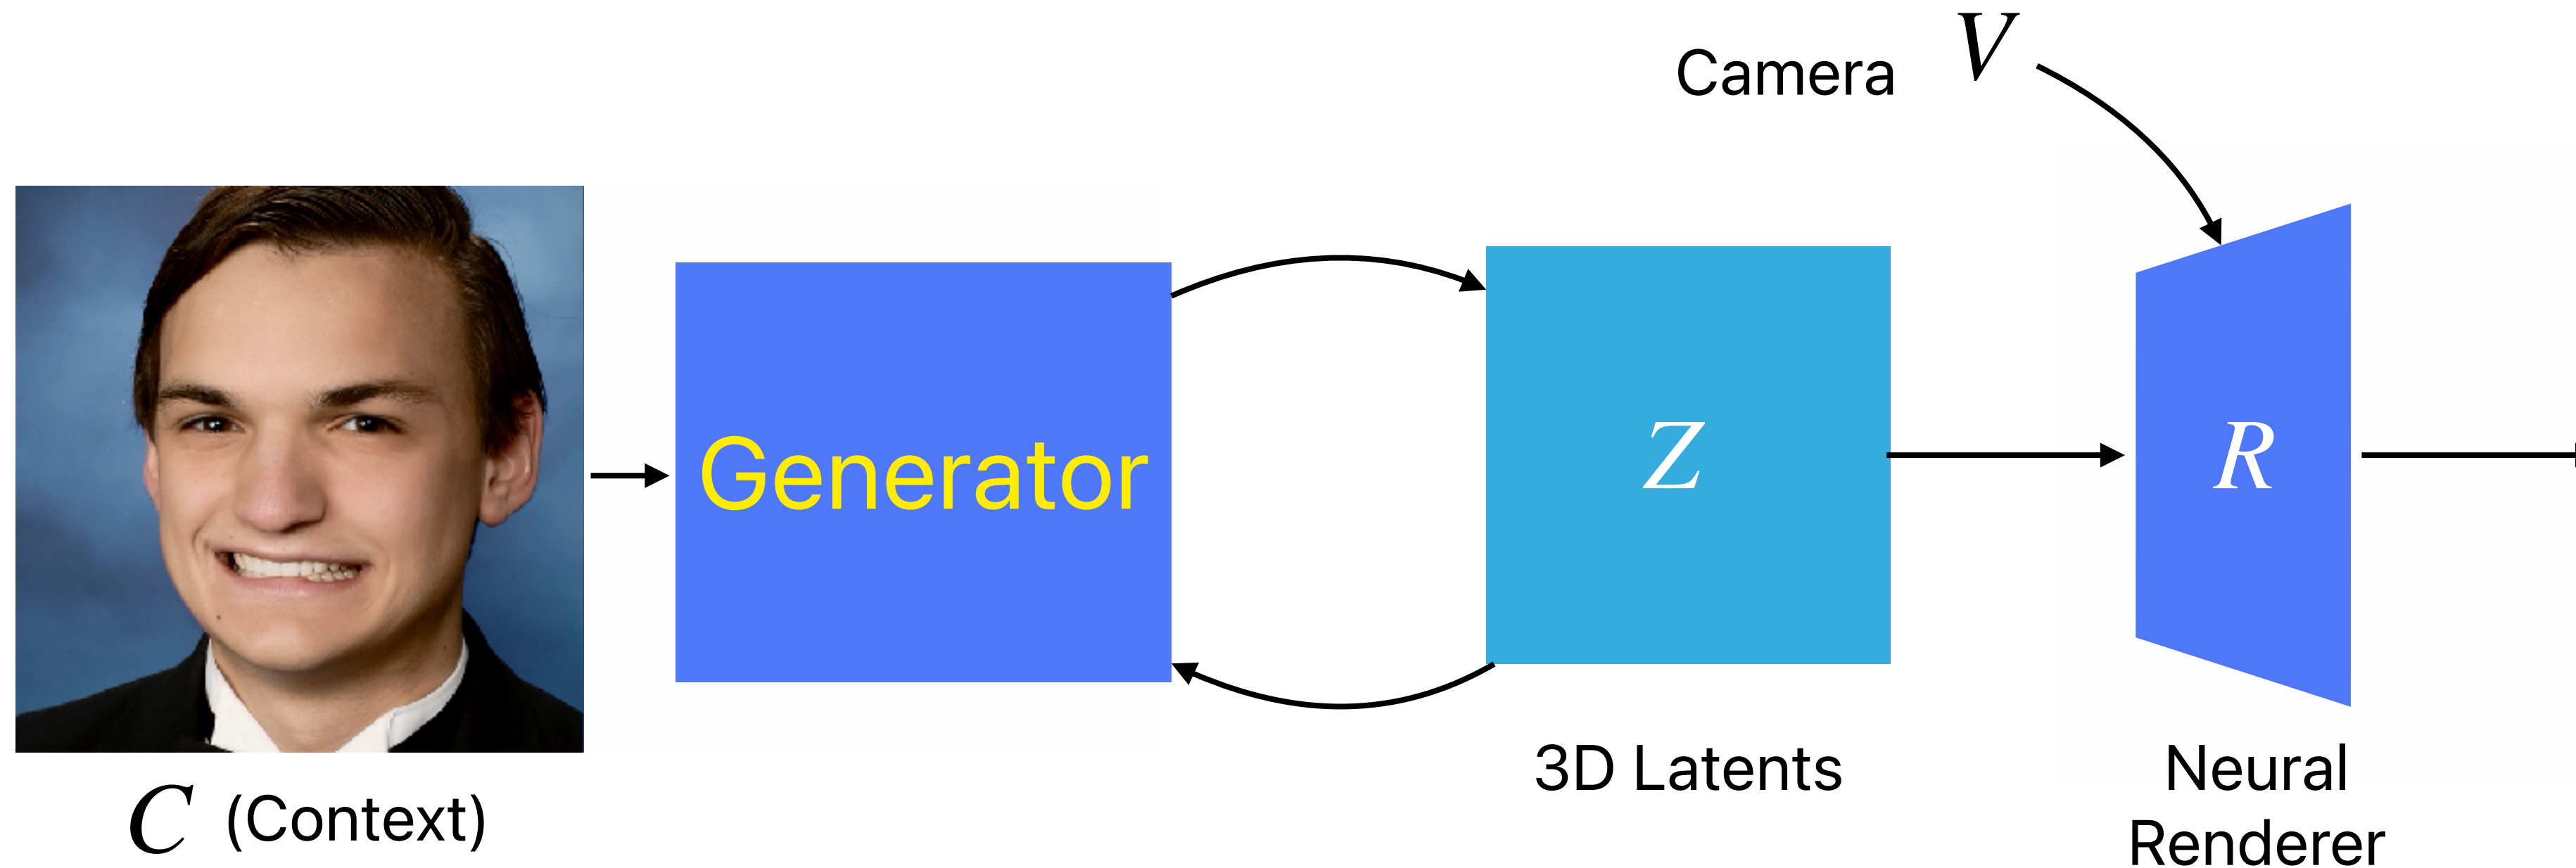 Camera V
Generator
Z
R
3D Latents
Neural
Renderer
C (Context)